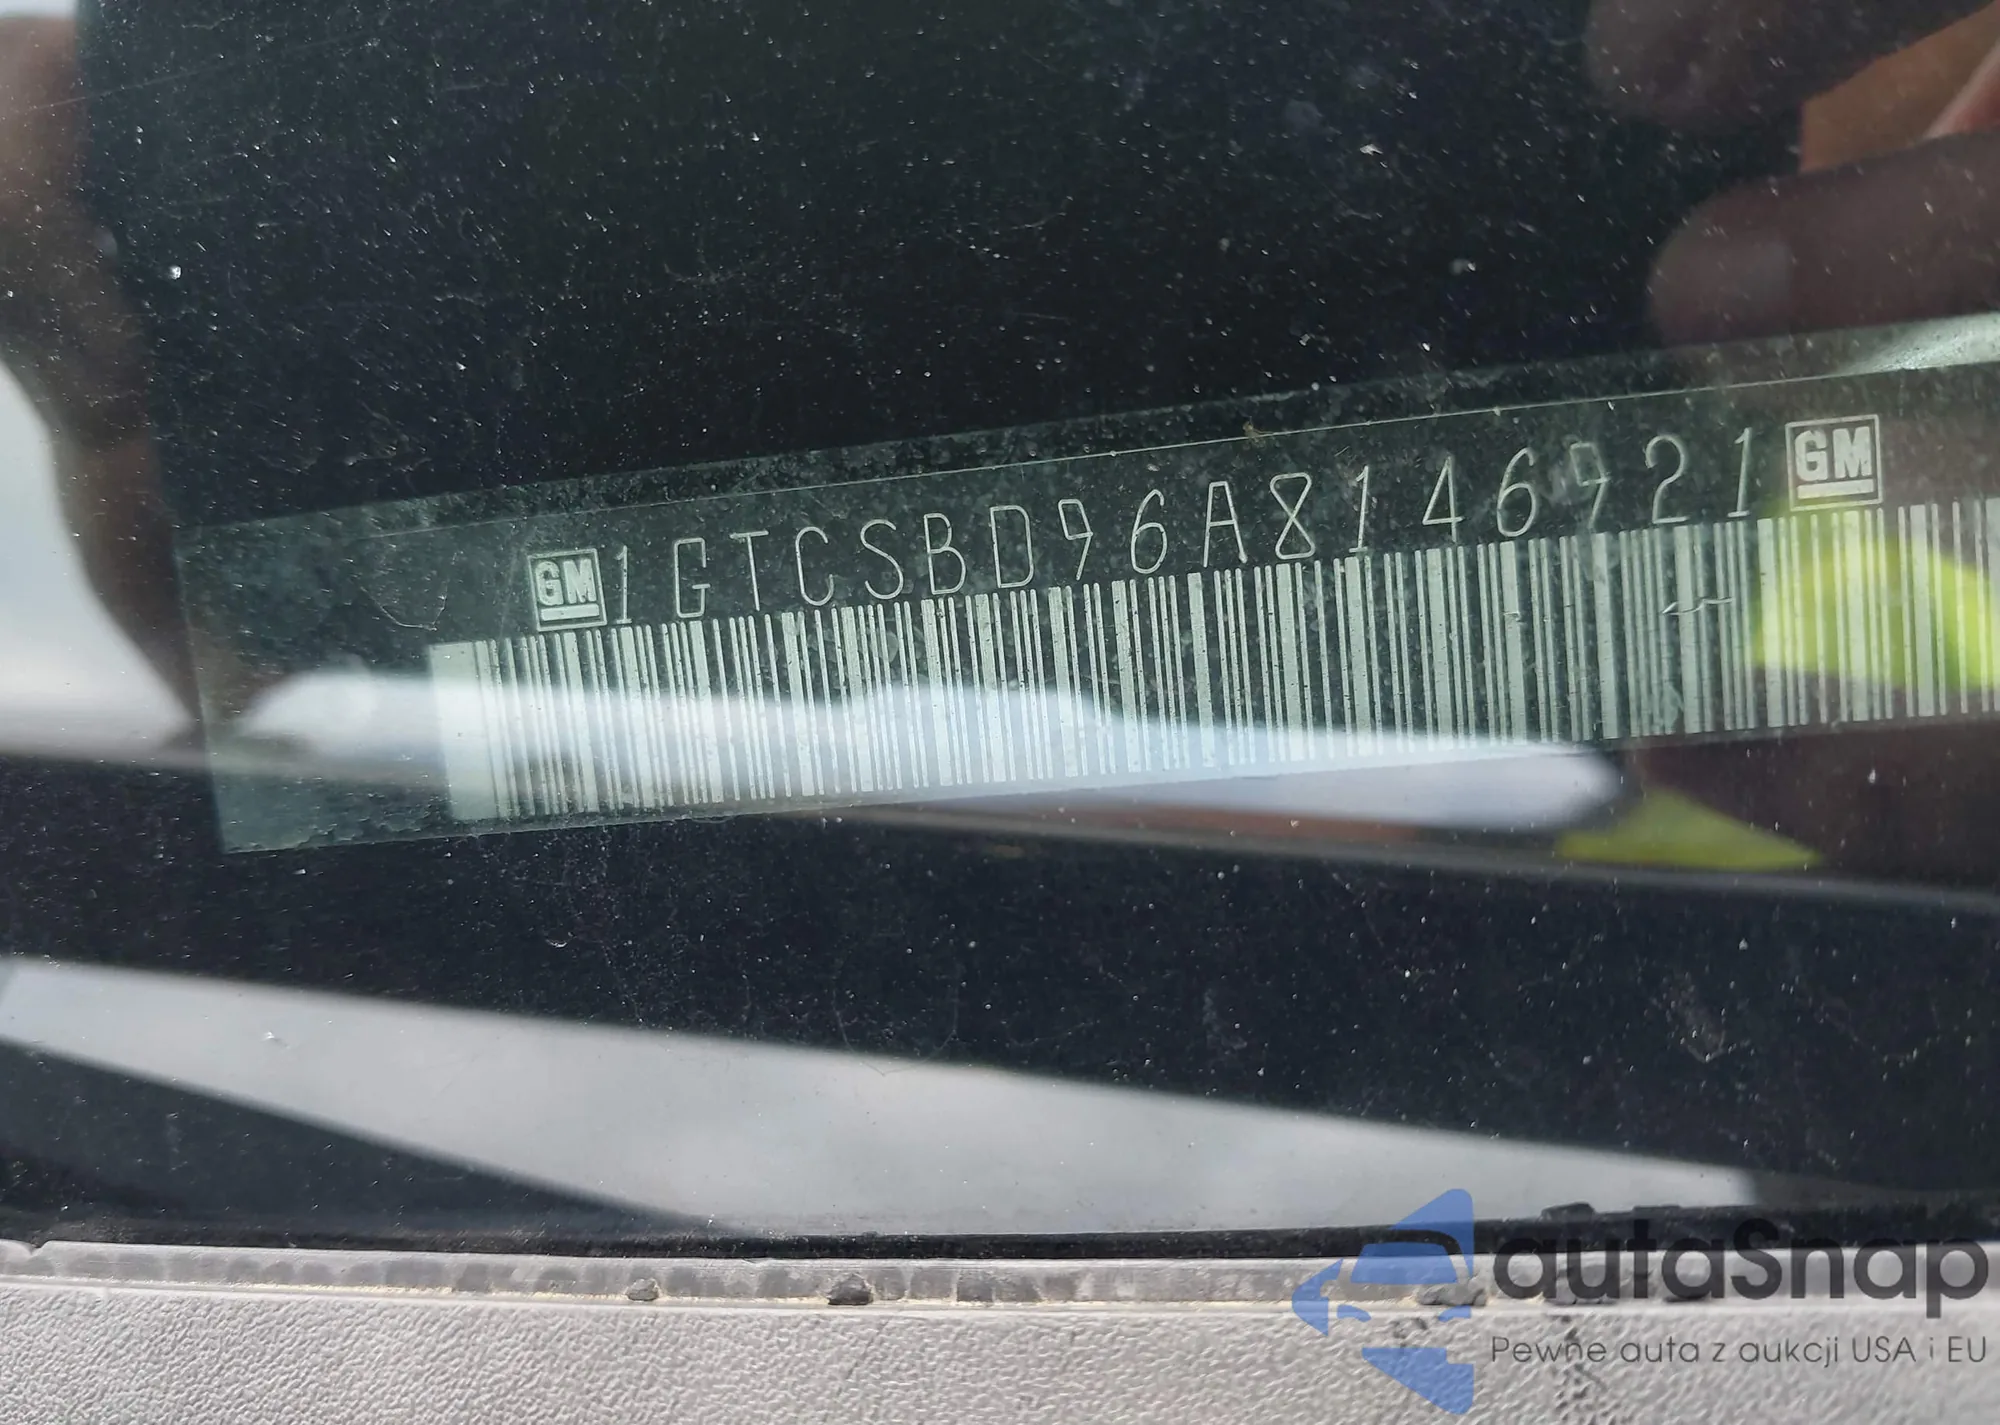 GM 1GTCSBD96A8146921 GM
autaSnap
Pewne auta z aukcji USA i EU